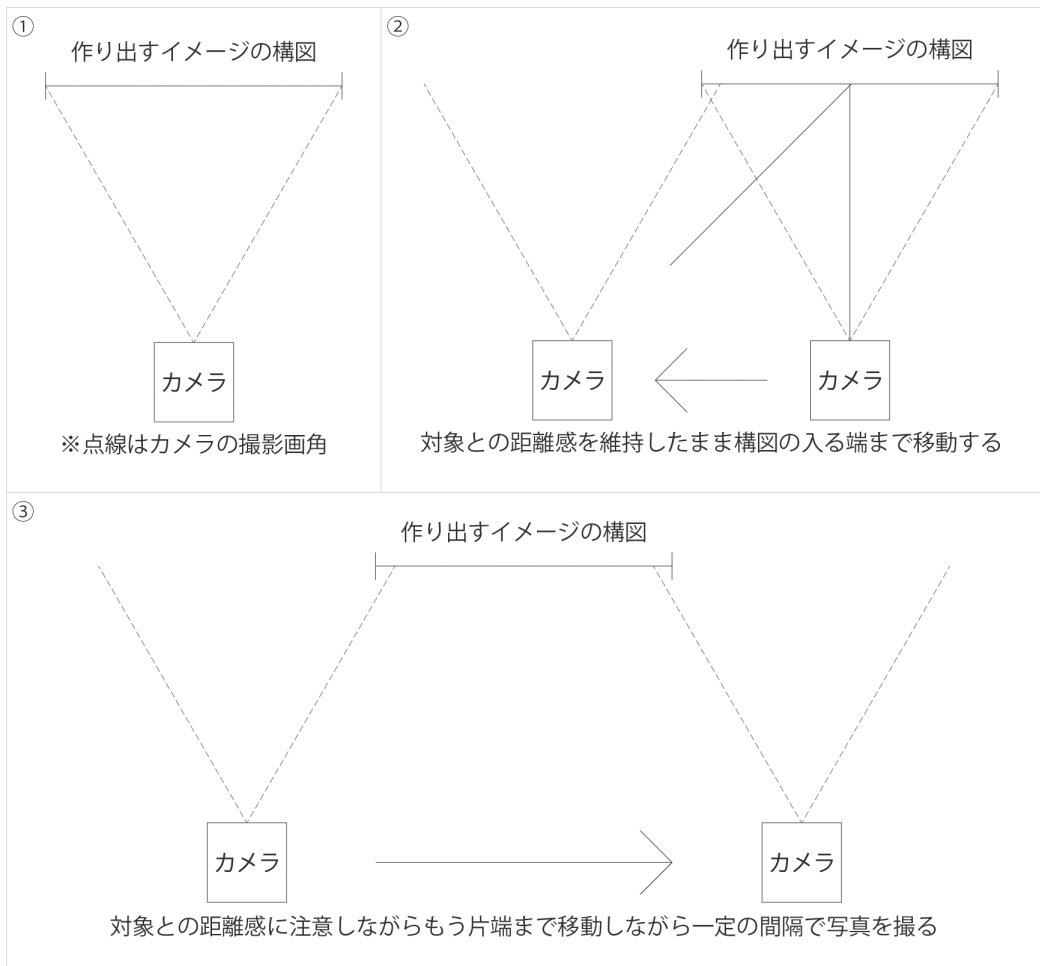 ①
作り出すイメージの構図
カメラ
※点線はカメラの撮影画角
②
作り出すイメージの構図
カメラ
カメラ
対象との距離感を維持したまま構図の入る端まで移動する
③
作り出すイメージの構図
カメラ
カメラ
対象との距離感に注意しながらもう片端まで移動しながら一定の間隔で写真を撮る